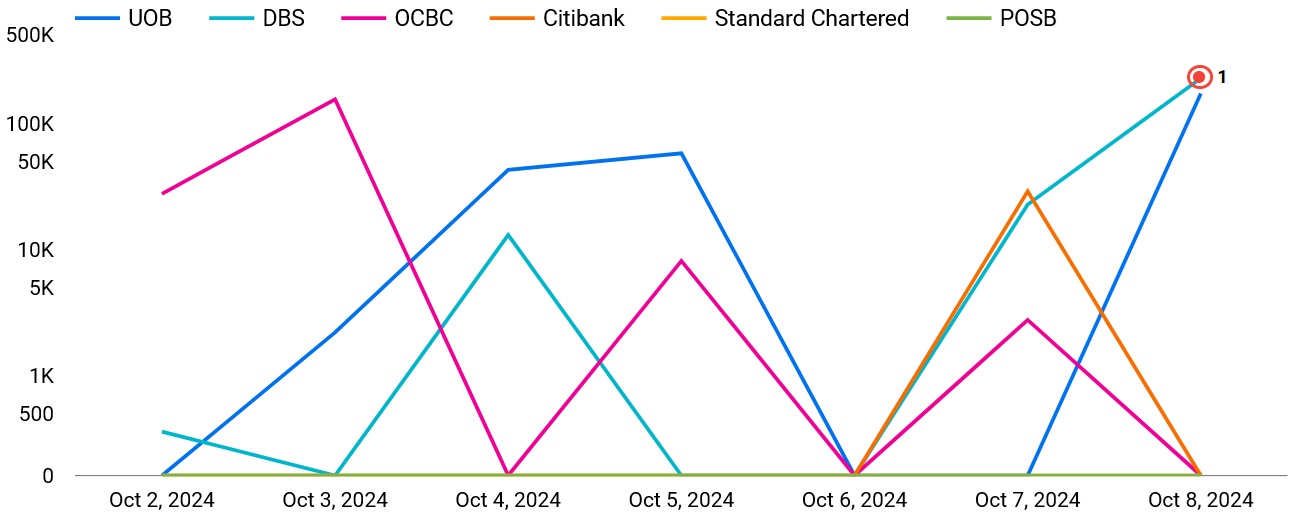 UOB DBS OCBC Citibank Standard Chartered POSB
500K
1
100K
50K
10K
5K
1K
500
0
Oct 2, 2024 Oct 3, 2024 Oct 4, 2024 Oct 5, 2024 Oct 6, 2024 Oct 7, 2024 Oct 8, 2024